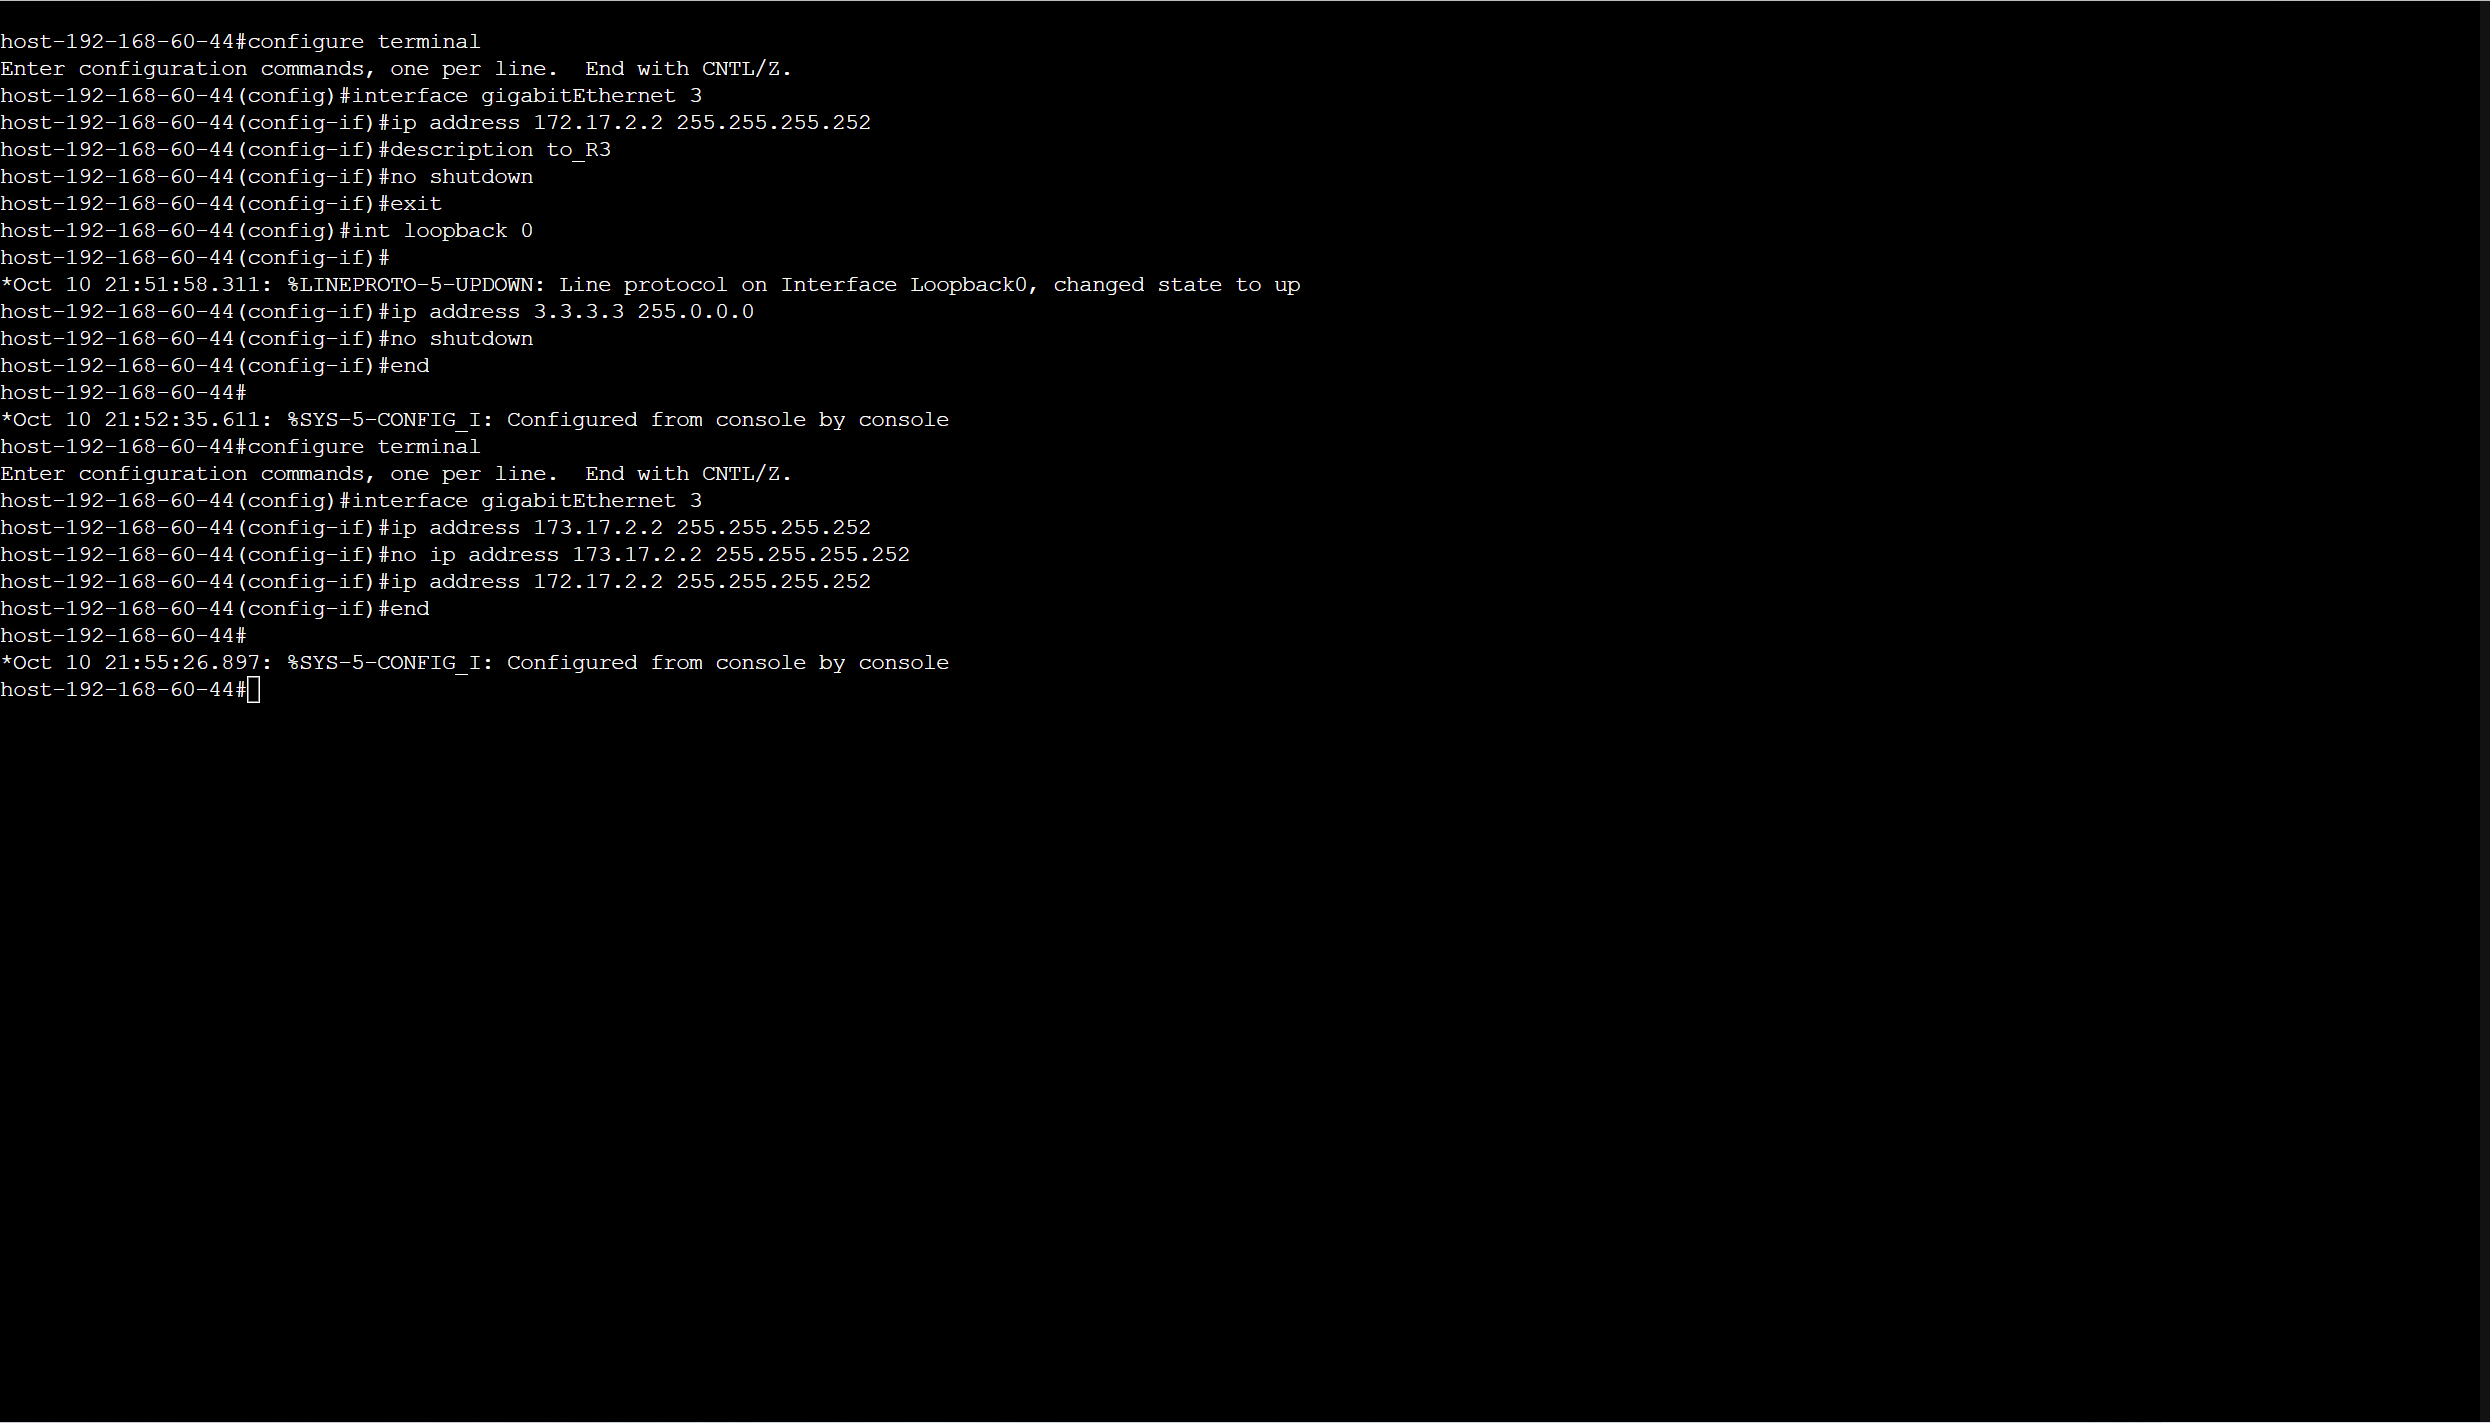 host-192-168-60-44#configure terminal
Enter configuration commands, one per line.  End with CNTL/Z.
host-192-168-60-44(config)#interface gigabitEthernet 3
host-192-168-60-44(config-if)#ip address 172.17.2.2 255.255.255.252
host-192-168-60-44(config-if)#description to_R3
host-192-168-60-44(config-if)#no shutdown
host-192-168-60-44(config-if)#exit
host-192-168-60-44(config)#int loopback 0
host-192-168-60-44(config-if)#
*Oct 10 21:51:58.311: %LINEPROTO-5-UPDOWN: Line protocol on Interface Loopback0, changed state to up
host-192-168-60-44(config-if)#ip address 3.3.3.3 255.0.0.0
host-192-168-60-44(config-if)#no shutdown
host-192-168-60-44(config-if)#end
host-192-168-60-44#
*Oct 10 21:52:35.611: %SYS-5-CONFIG_I: Configured from console by console
host-192-168-60-44#configure terminal
Enter configuration commands, one per line.  End with CNTL/Z.
host-192-168-60-44(config)#interface gigabitEthernet 3
host-192-168-60-44(config-if)#ip address 173.17.2.2 255.255.255.252
host-192-168-60-44(config-if)#no ip address 173.17.2.2 255.255.255.252
host-192-168-60-44(config-if)#ip address 172.17.2.2 255.255.255.252
host-192-168-60-44(config-if)#end
host-192-168-60-44#
*Oct 10 21:55:26.897: %SYS-5-CONFIG_I: Configured from console by console
host-192-168-60-44#